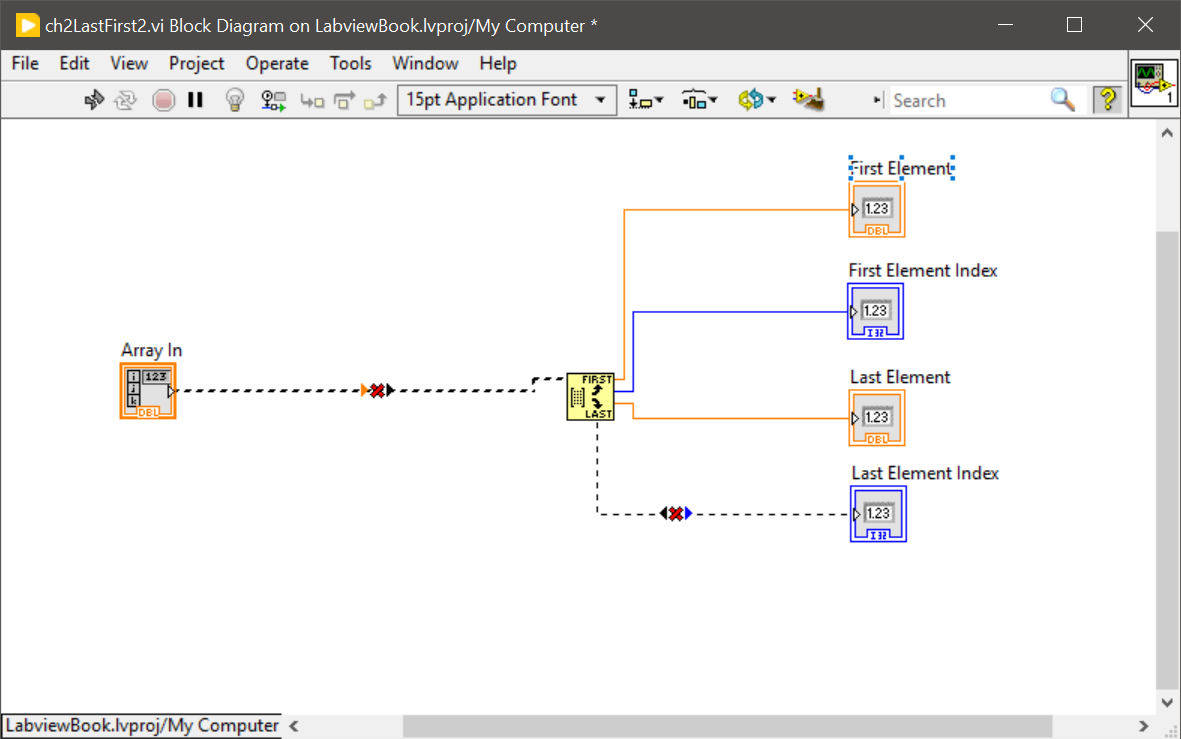 ch2LastFirst2.vi Block Diagram on LabviewBook.lvproj/My Computer *
File Edit View Project Operate Tools Window Help
15pt Application Font
Search
?
1
First Element
1.23
DBL
First Element Index
1.23
I32
Array In
i 123
j
k
DBL
FIRST
LAST
Last Element
1.23
DBL
Last Element Index
1.23
I32
LabviewBook.lvproj/My Computer